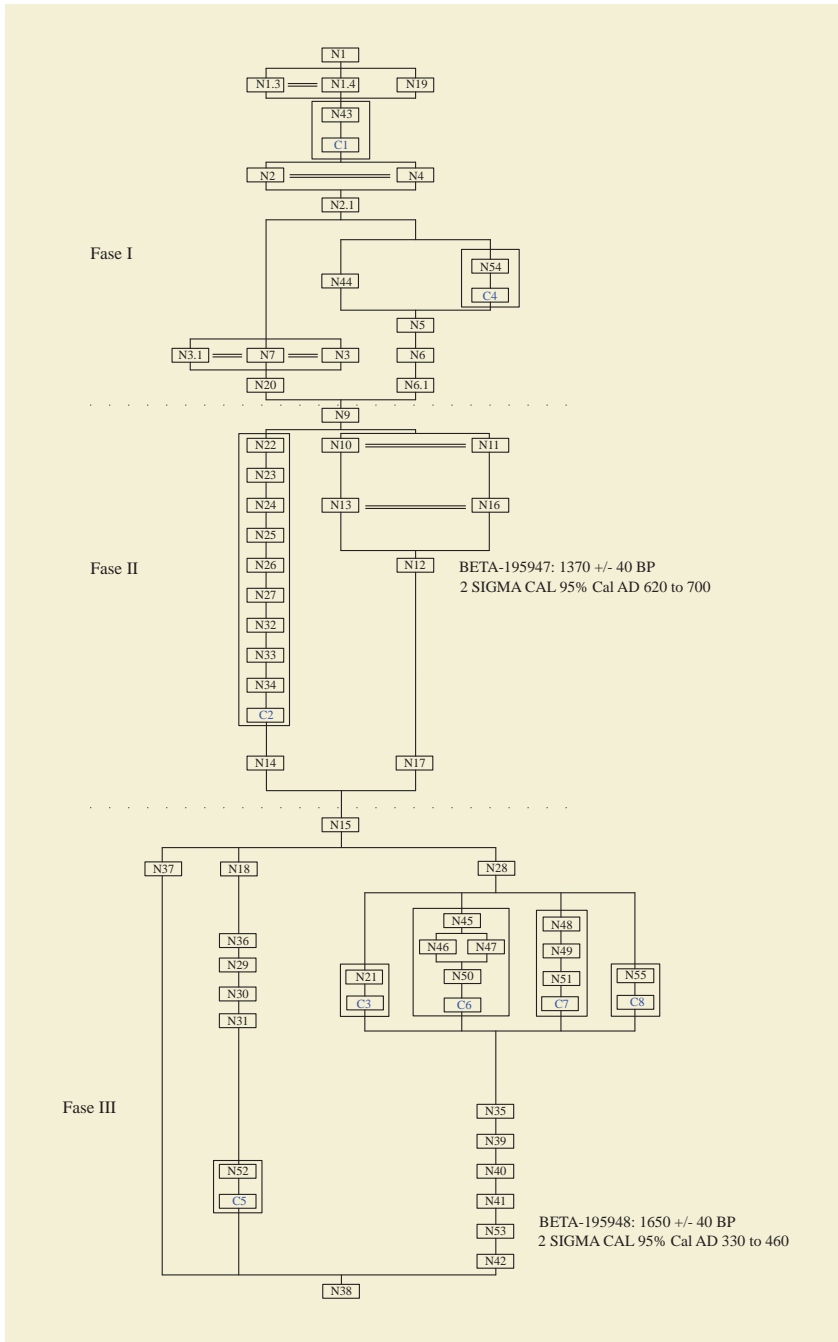 N1
N1.3 N1.4 N19
N43
C1
N2 N4
N2.1
Fase I
N54
N44
C4
N5
N3.1 N7 N3 N6
N20 N6.1
N9
N22 N10 N11
N23
N24 N13 N16
N25
Fase II
N26 N12 BETA-195947: 1370 +/- 40 BP
2 SIGMA CAL 95% Cal AD 620 to 700
N27
N32
N33
N34
C2
N14 N17
N15
N37 N18 N28
N45 N48
N36 N46 N47
N49
N29
N21 N50 N51 N55
N30
C3 C6 C7 C8
N31
Fase III
N35
N39
N52 N40
C5 N41
BETA-195948: 1650 +/- 40 BP
N53
2 SIGMA CAL 95% Cal AD 330 to 460
N42
N38